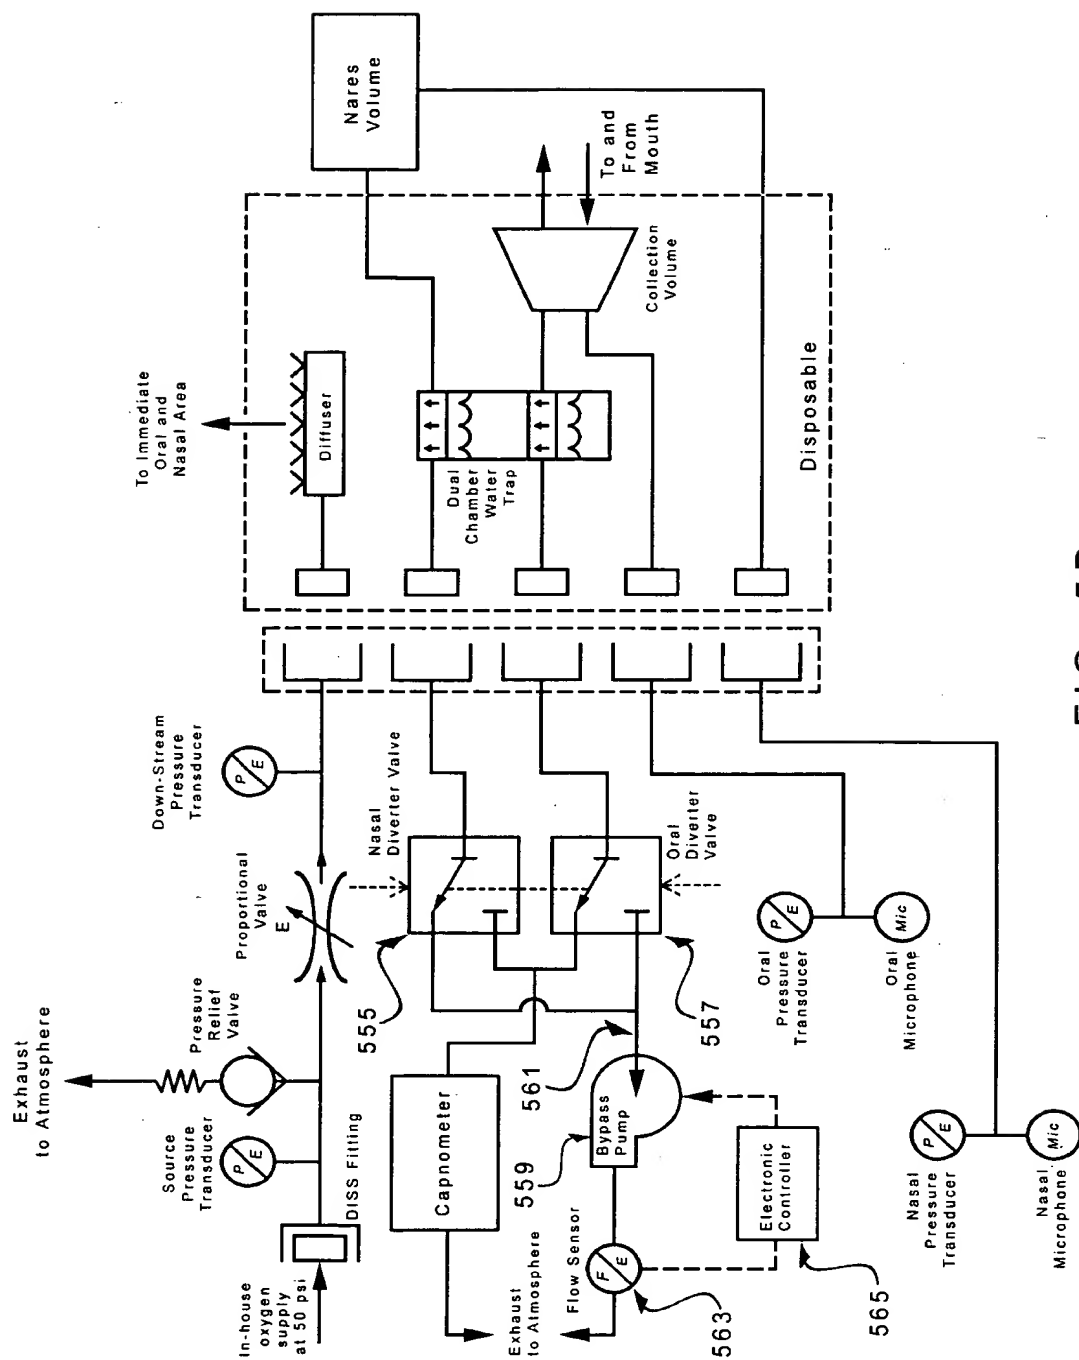 Exhaust
to Atmosphere
In-house
oxygen
supply
at 50 psi
DISS Fitting
Source
Pressure
Transducer
P
E
Pressure
Relief
Valve
Proportional
Valve
E
Down-Stream
Pressure
Transducer
P
E
To Immediate
Oral and
Nasal Area
Diffuser
Nares
Volume
Capnometer
555
Nasal
Diverter Valve
Dual
Chamber
Water
Trap
To and
From
Mouth
Collection
Volume
Exhaust
to Atmosphere
Flow Sensor
F
E
563
559
Bypass
Pump
561
557
Oral
Diverter
Valve
Electronic
Controller
565
Oral
Pressure
Transducer
P
E
Oral
Microphone
Mic
Nasal
Pressure
Transducer
P
E
Nasal
Microphone
Mic
Disposable